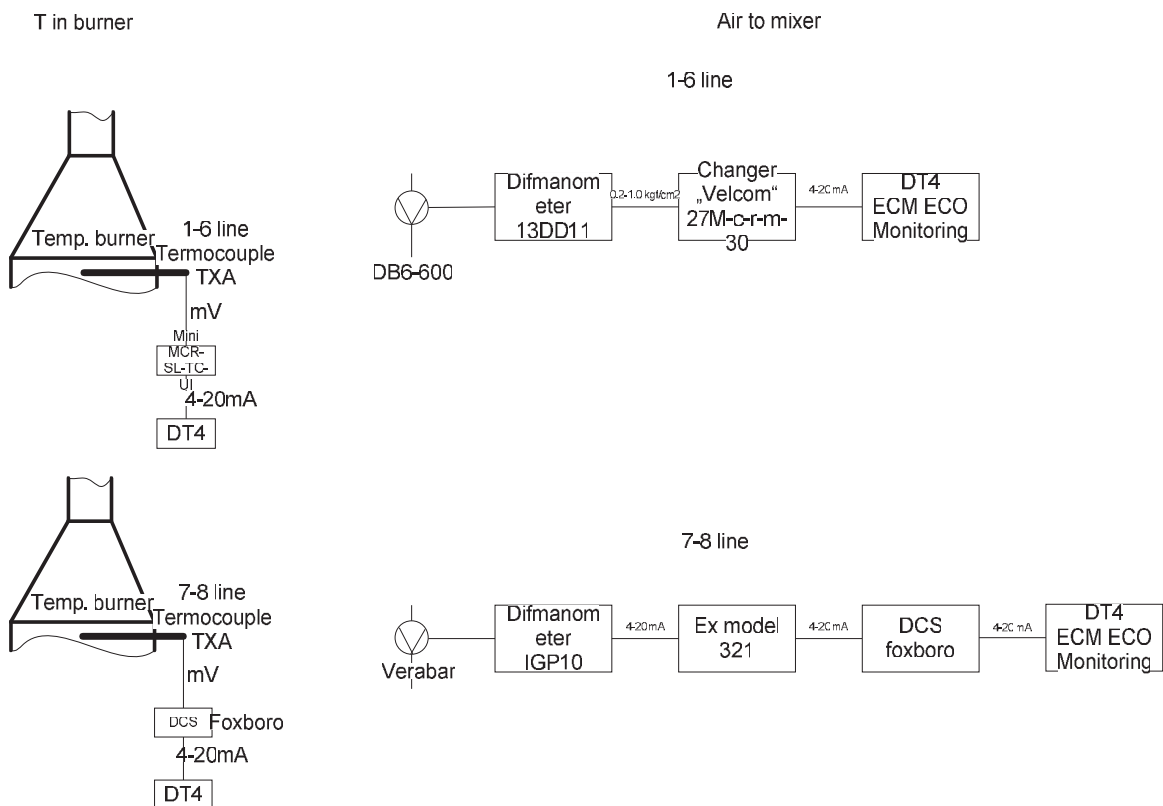 T in burner
Air to mixer
1-6 line
Temp. burner
1-6 line
Termocouple
TXA
mV
Mini
MCR-
SL-TC-
UI
4-20mA
DT4
DB6-600
Difmanom
eter
13DD11
0.2-1.0 kgf/cm2
Changer
„Velcom“
27M-c-r-m-
30
4-20 mA
DT4
ECM ECO
Monitoring
7-8 line
Temp. burner
7-8 line
Termocouple
TXA
mV
DCS
Foxboro
4-20mA
DT4
Verabar
Difmanom
eter
IGP10
4-20mA
Ex model
321
4-20 mA
DCS
foxboro
4-20 mA
DT4
ECM ECO
Monitoring